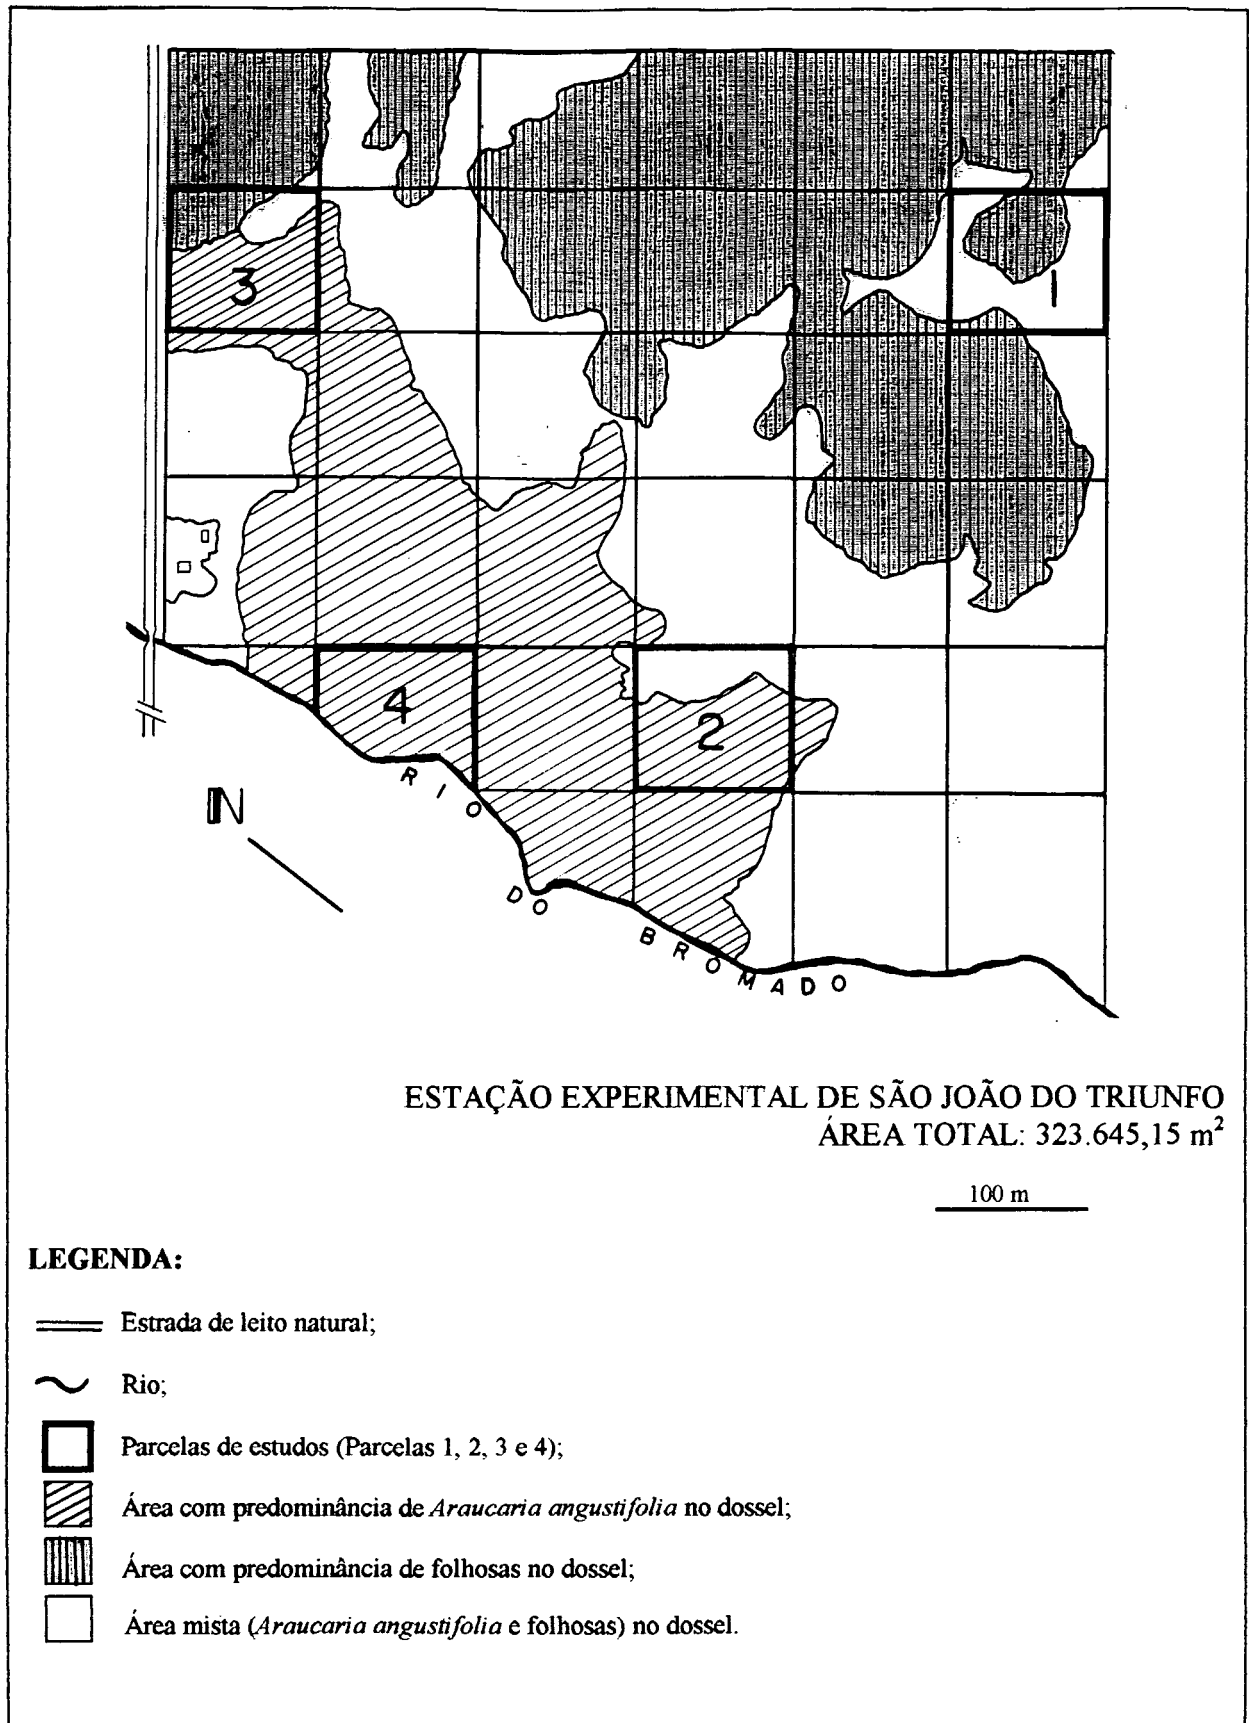 3
1
4
2
N
RIO DO BROMADO
ESTAÇÃO EXPERIMENTAL DE SÃO JOÃO DO TRIUNFO
ÁREA TOTAL: 323.645,15 m²
100 m
LEGENDA:
Estrada de leito natural;
Rio;
Parcelas de estudos (Parcelas 1, 2, 3 e 4);
Área com predominância de Araucaria angustifolia no dossel;
Área com predominância de folhosas no dossel;
Área mista (Araucaria angustifolia e folhosas) no dossel.